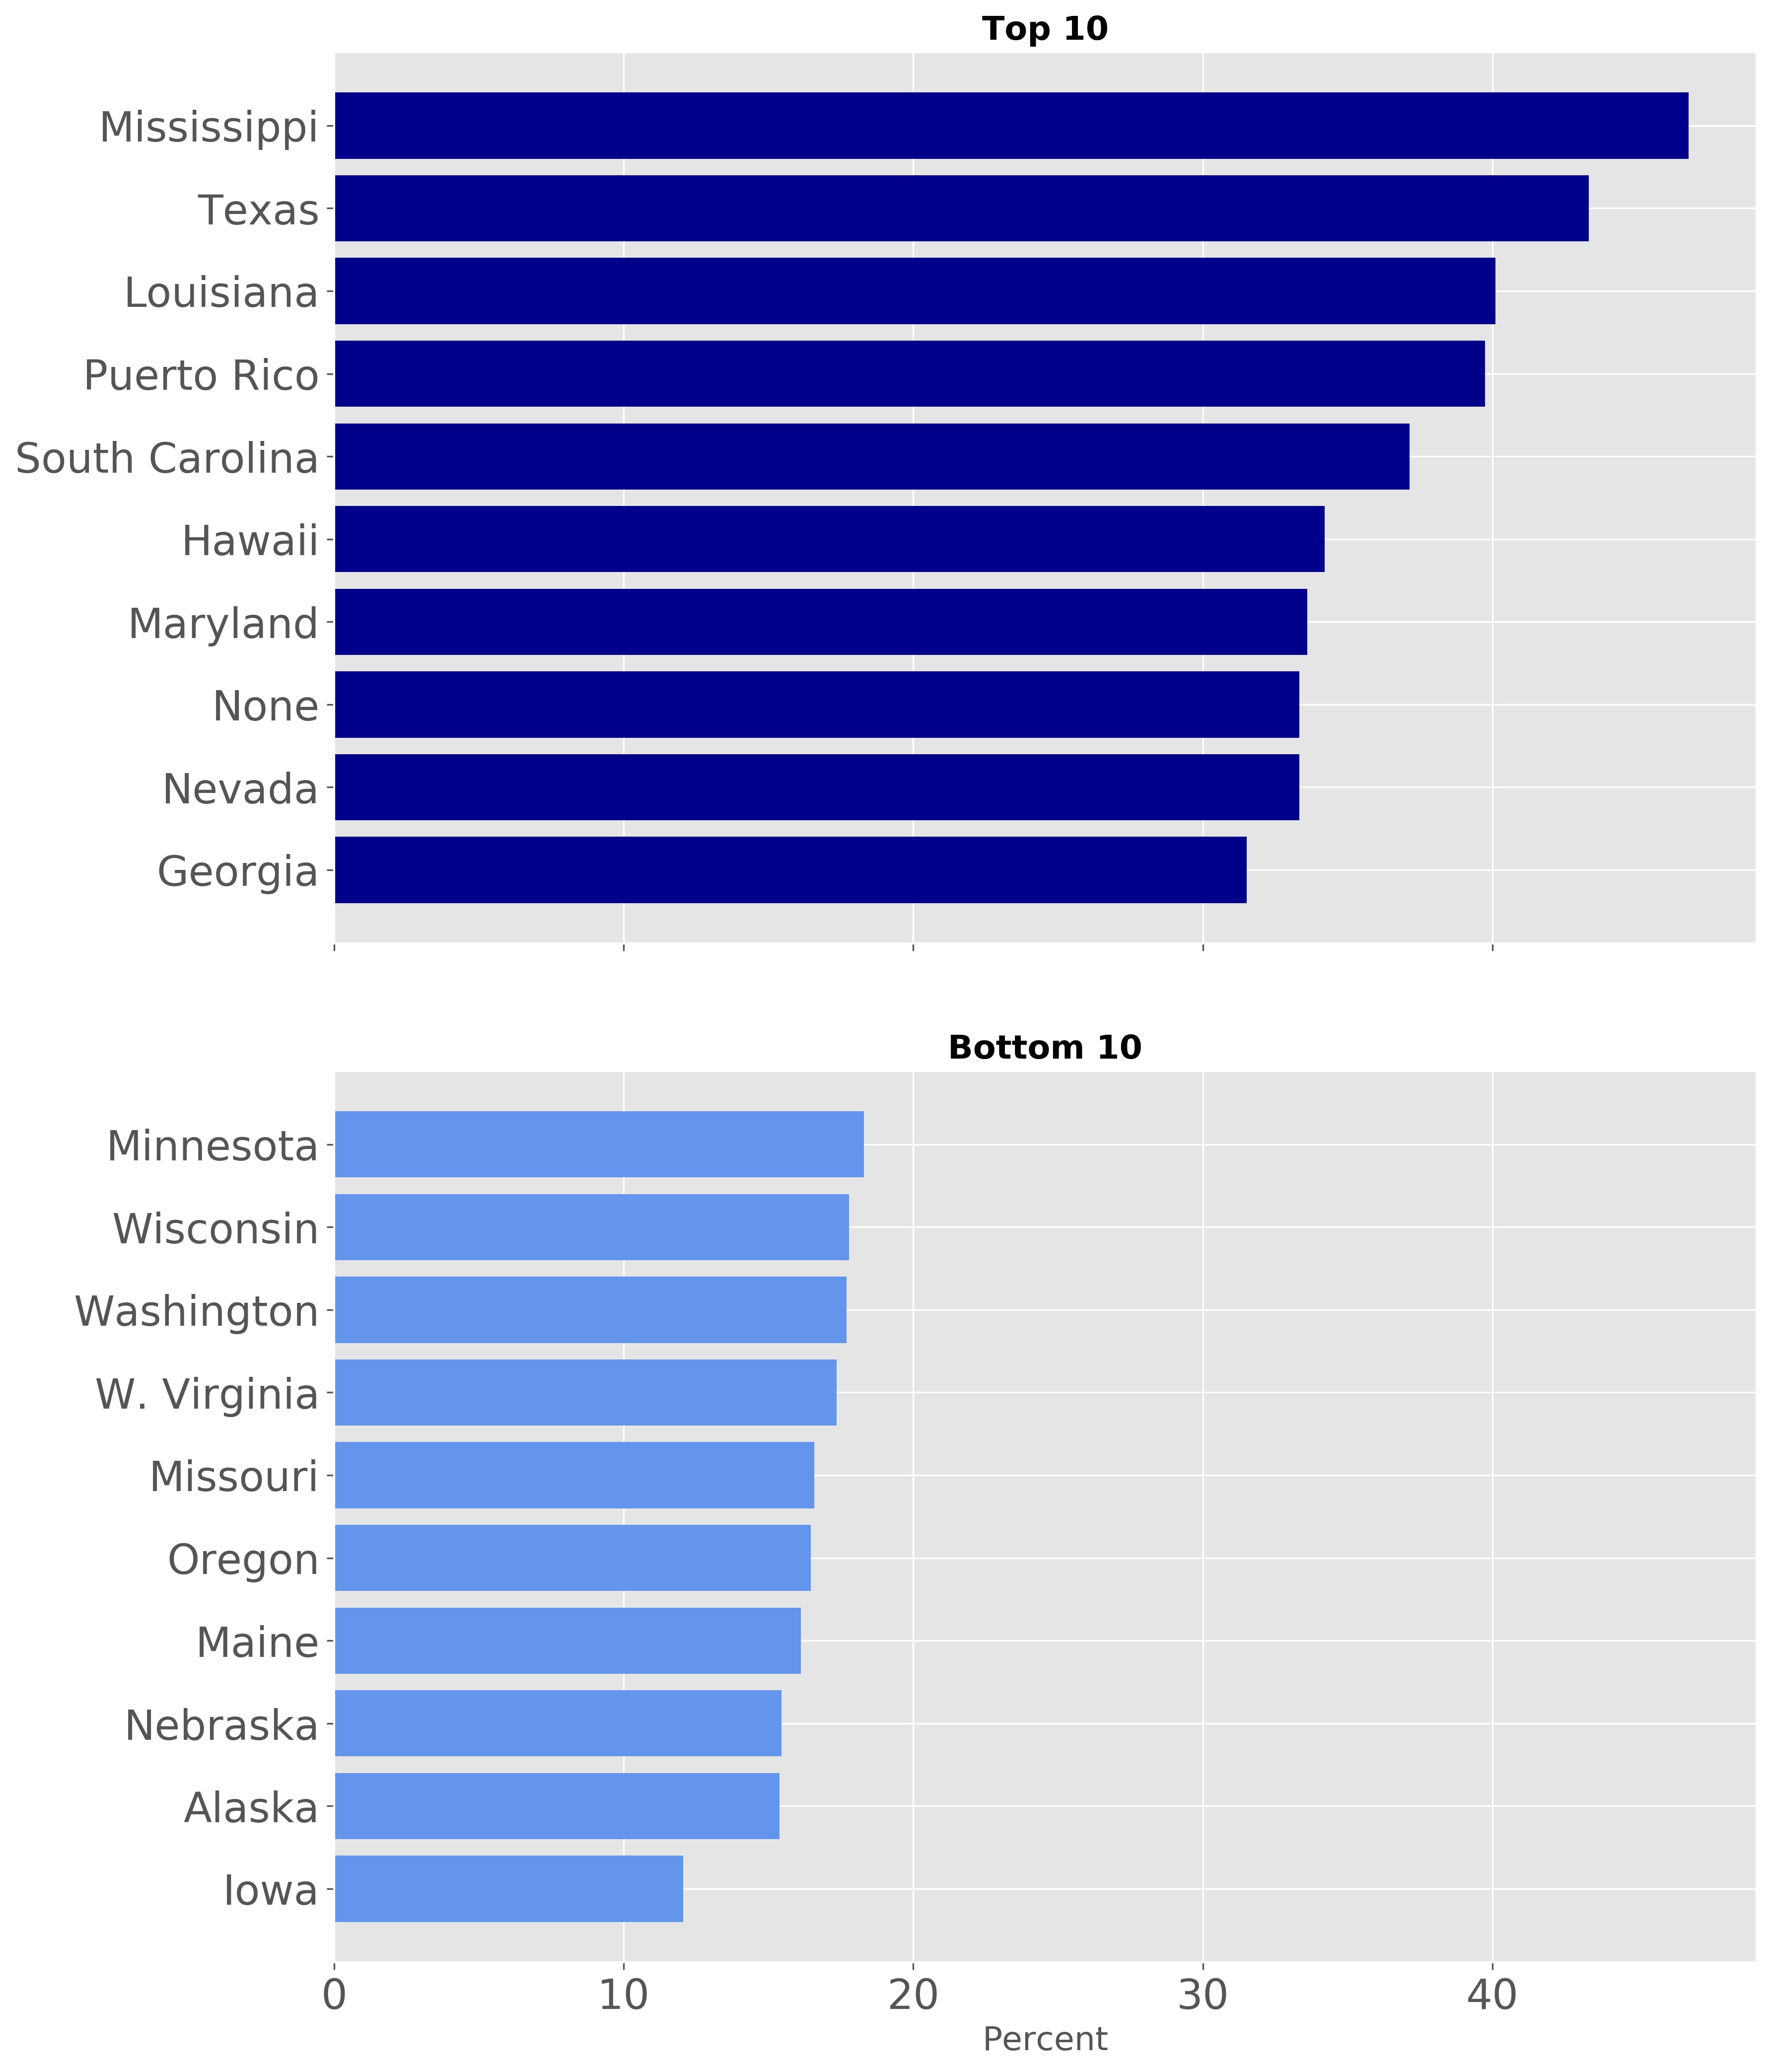 Top 10
Mississippi
Texas
Louisiana
Puerto Rico
South Carolina
Hawaii
Maryland
None
Nevada
Georgia
Bottom 10
Minnesota
Wisconsin
Washington
W. Virginia
Missouri
Oregon
Maine
Nebraska
Alaska
Iowa
0 10 20 30 40
Percent